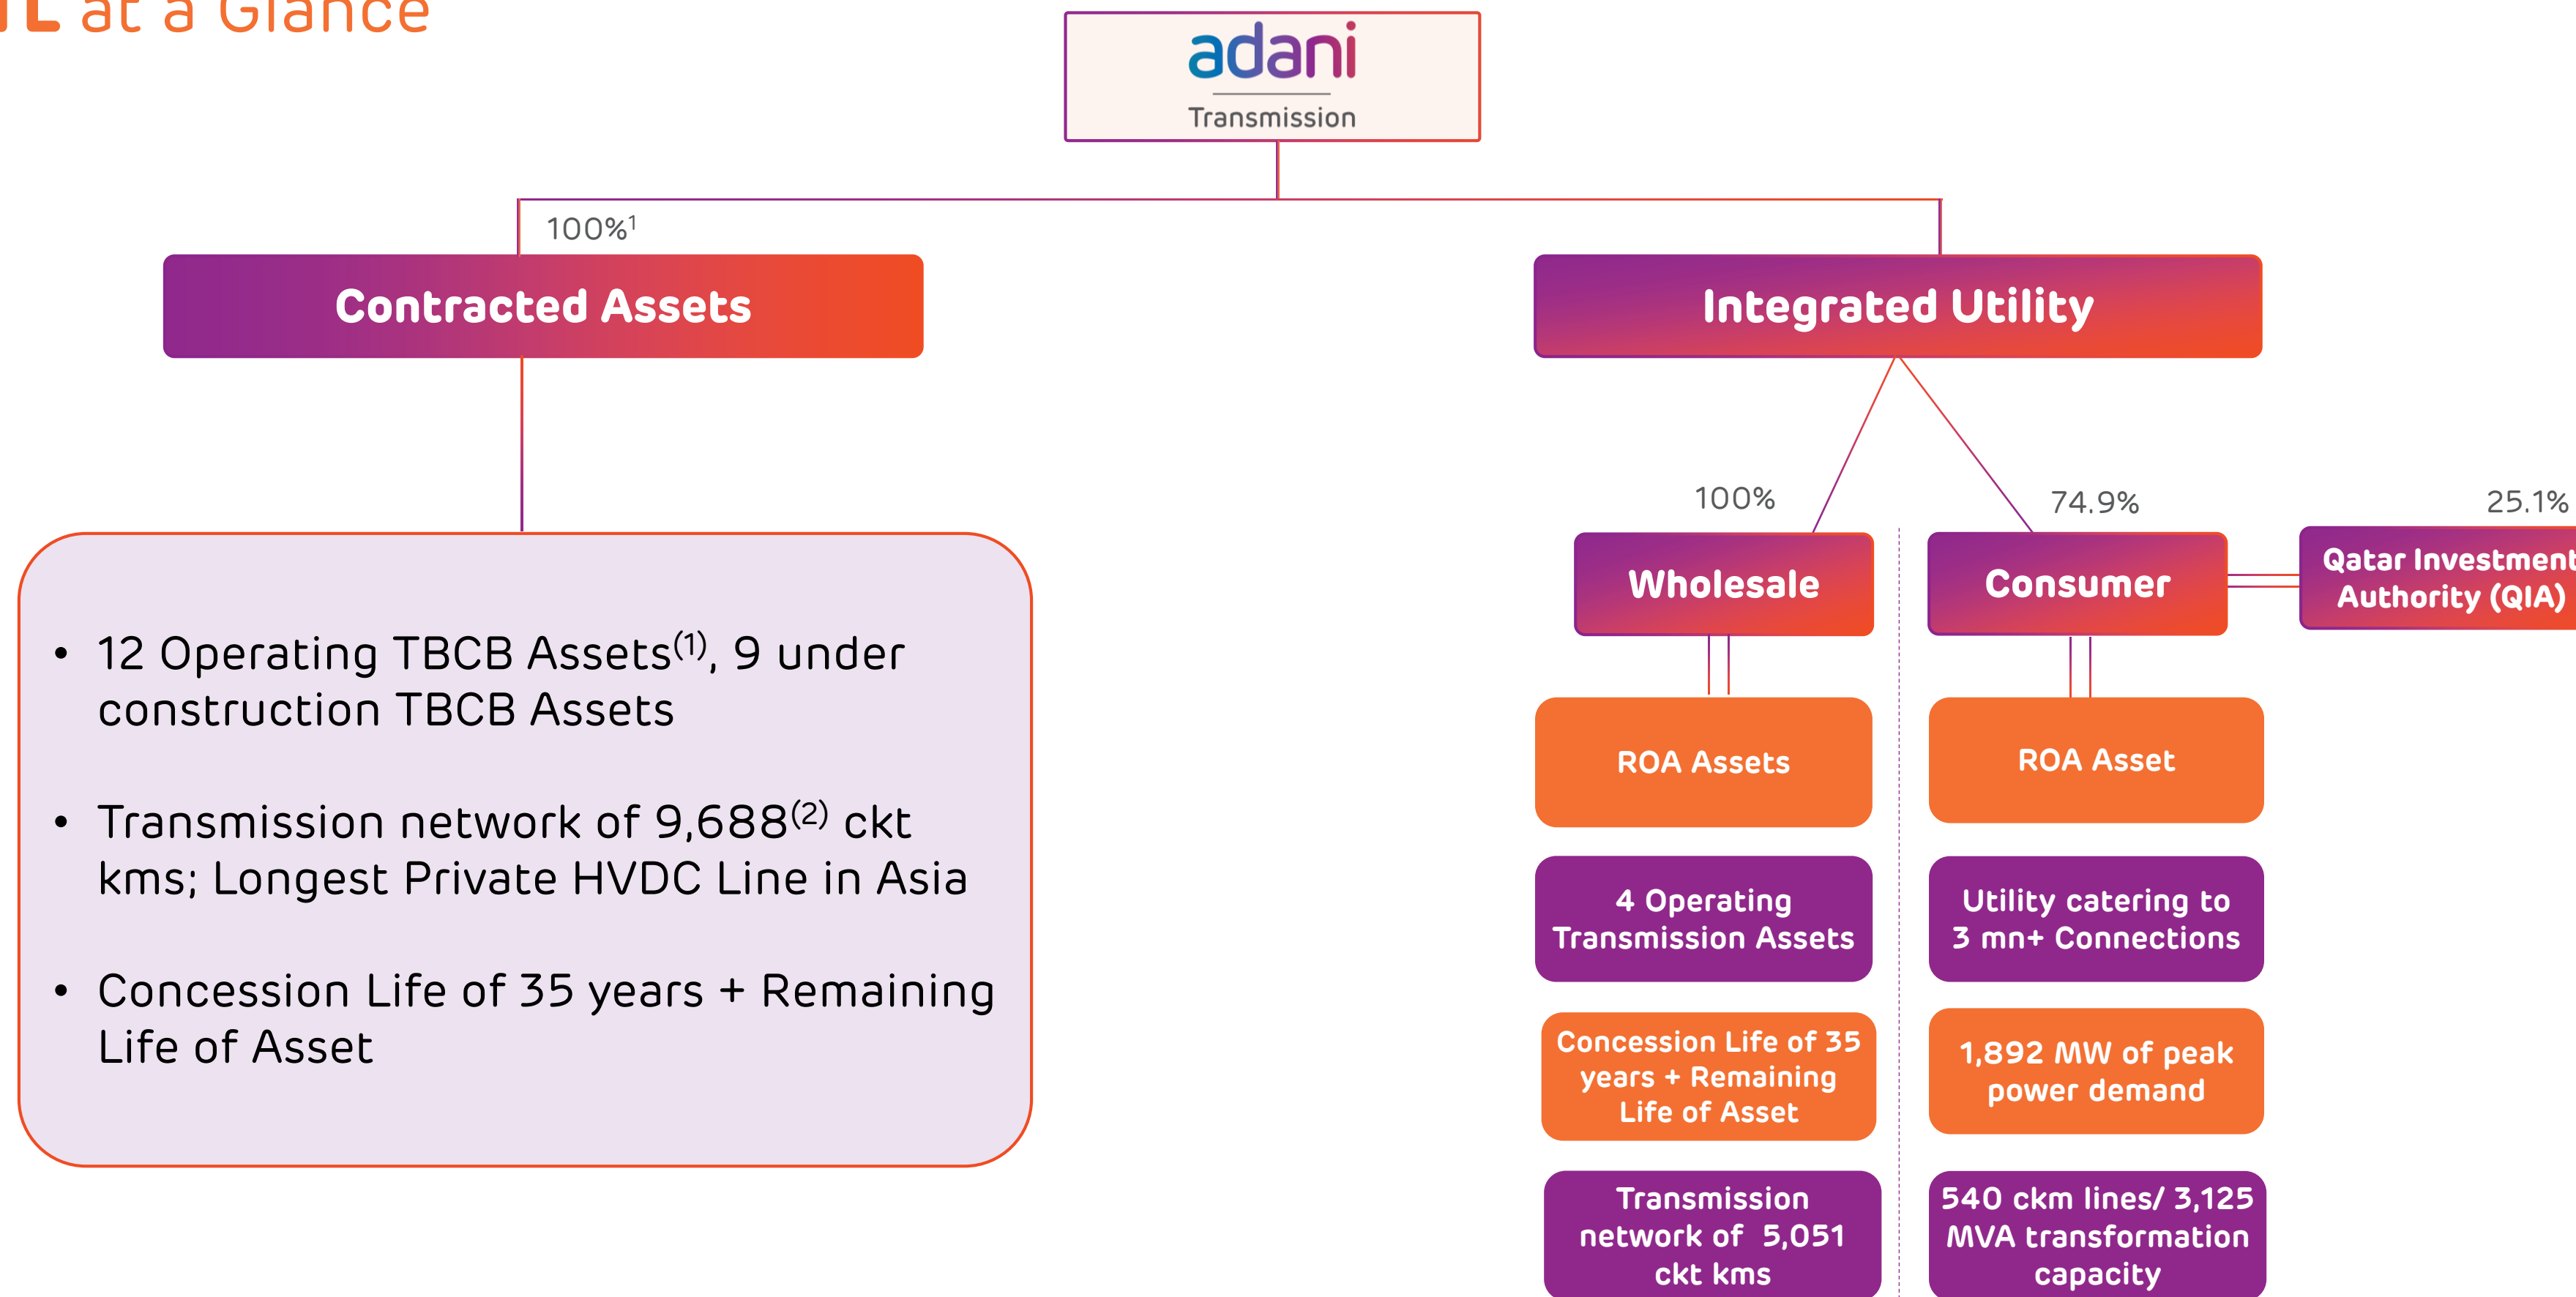 at a Glance
adani
Transmission
100%¹
Contracted Assets
Integrated Utility
• 12 Operating TBCB Assets⁽¹⁾, 9 under
construction TBCB Assets
• Transmission network of 9,688⁽²⁾ ckt
kms; Longest Private HVDC Line in Asia
• Concession Life of 35 years + Remaining
Life of Asset
100%
74.9%
25.1%
Wholesale
Consumer
Qatar Investment
Authority (QIA)
ROA Assets
4 Operating
Transmission Assets
Concession Life of 35
years + Remaining
Life of Asset
Transmission
network of 5,051
ckt kms
ROA Asset
Utility catering to
3 mn+ Connections
1,892 MW of peak
power demand
540 ckm lines/ 3,125
MVA transformation
capacity